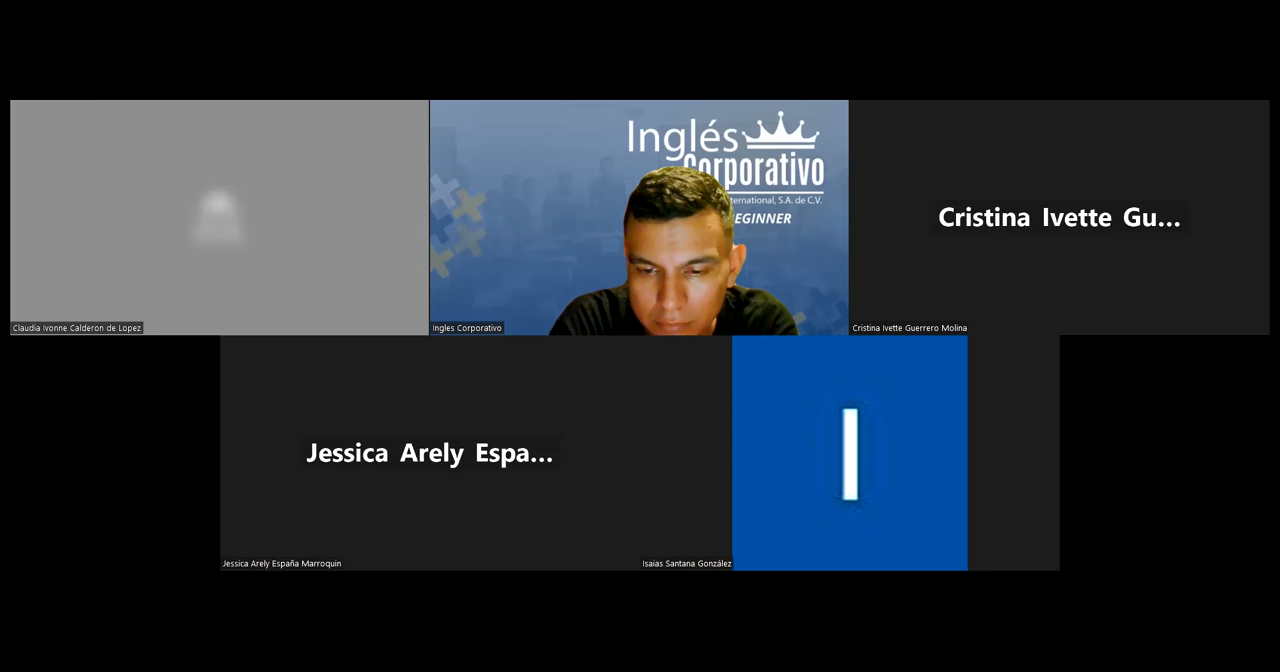 Inglés
Corporativo
ternational, S.A. de C.V.
EGINNER
Cristina Ivette Gu...
Claudia Ivonne Calderon de Lopez
Ingles Corporativo
Cristina Ivette Guerrero Molina
Jessica Arely Espa...
I
Jessica Arely España Marroquin
Isaias Santana González